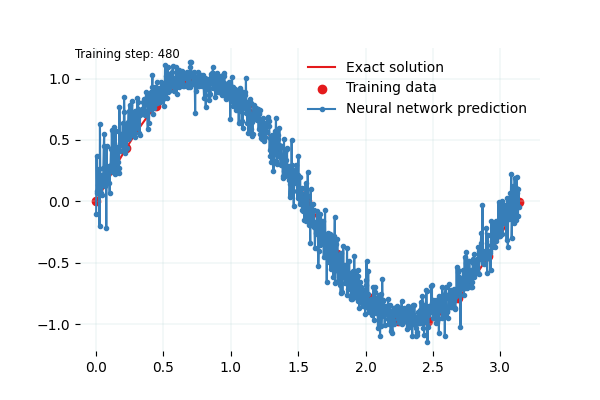 Training step: 480
Exact solution
Training data
Neural network prediction
1.0
0.5
0.0
−0.5
−1.0
0.0 0.5 1.0 1.5 2.0 2.5 3.0